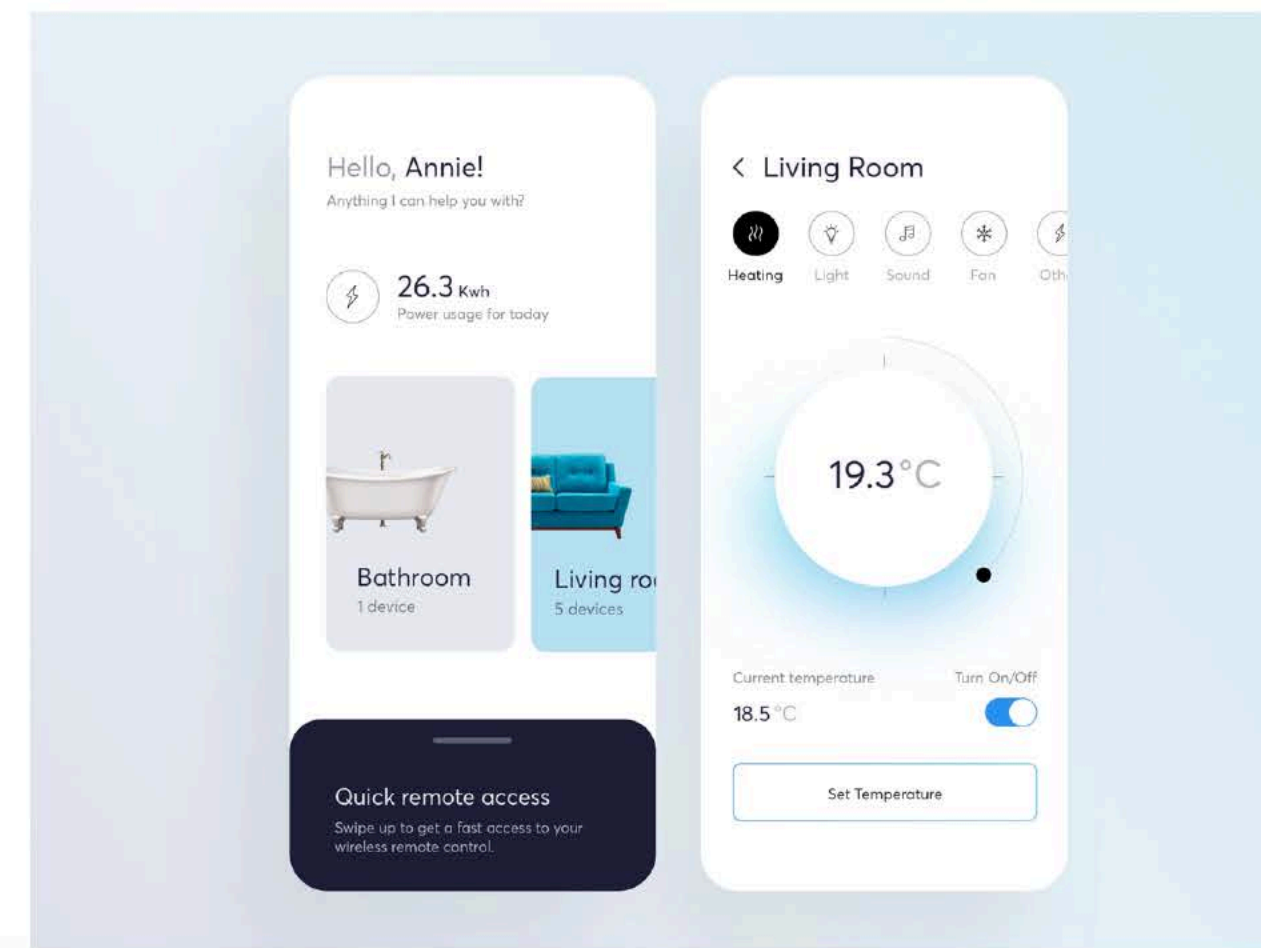 Hello, Annie!
Anything I can help you with?
26.3 Kwh
Power usage for today
Bathroom
1 device
Living roo
5 devices
Quick remote access
Swipe up to get a fast access to your
wireless remote control.
Living Room
Heating Light Sound Fan Oth
19.3°C
Current temperature Turn On/Off
18.5°C
Set Temperature